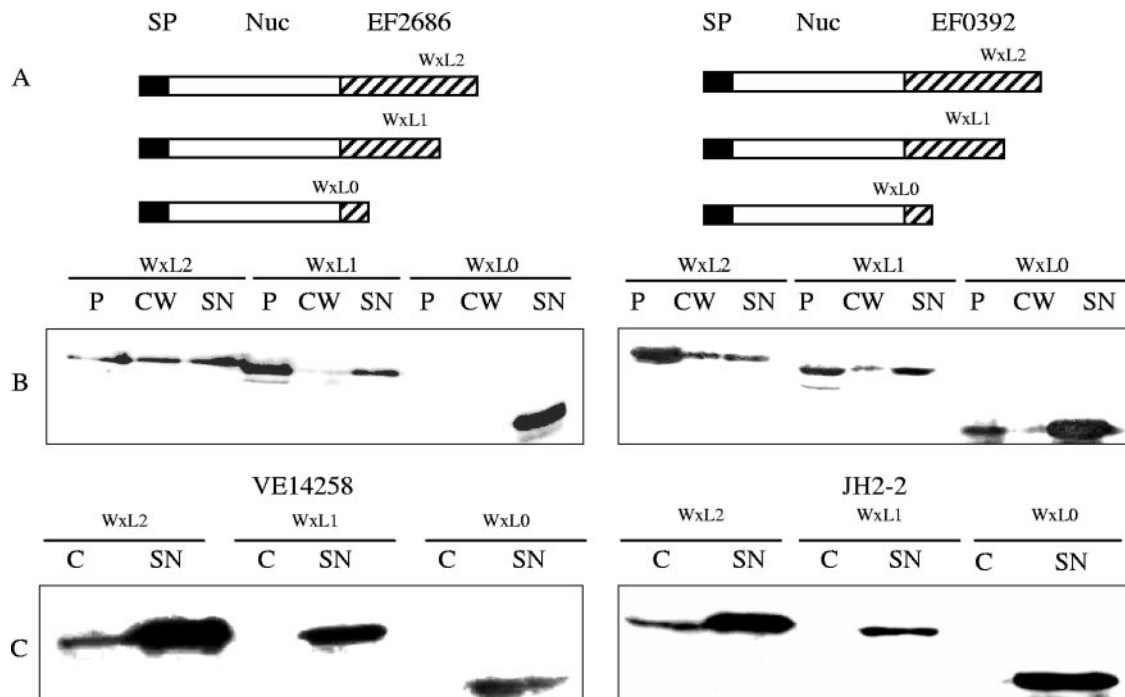 SP Nuc EF2686 SP Nuc EF0392
WxL2 WxL2
A
WxL1 WxL1
WxL0 WxL0
WxL2 WxL1 WxL0 WxL2 WxL1 WxL0
P CW SN P CW SN P CW SN P CW SN P CW SN P CW SN
B
VE14258 JH2-2
WxL2 WxL1 WxL0 WxL2 WxL1 WxL0
C SN C SN C SN C SN C SN C SN
C